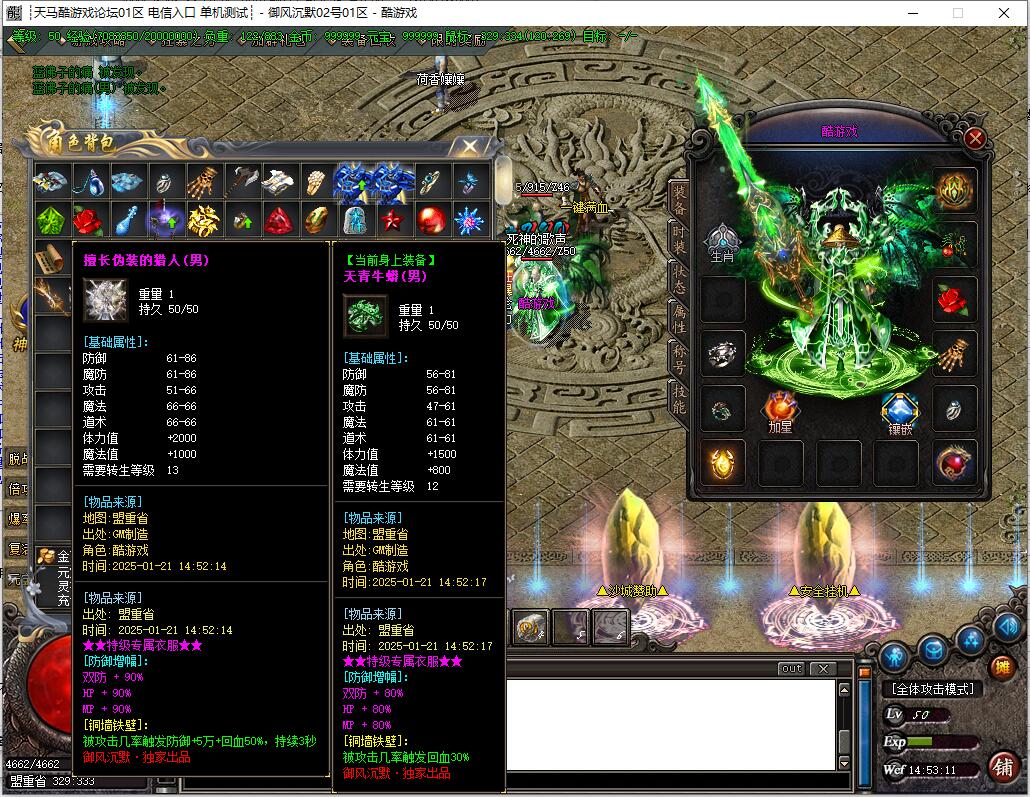 天马酷游戏论坛01区 电信入口 单机测试 - 御风沉默02号01区 - 酷游戏
荷香嚷嚷
角色背包
酷游戏
5/915/Z46
一键满血
死神的歌声
662/4662/Z50
酷游戏
装备
时装
状态
属性
称号
技能
生肖
加星
镶嵌
擅长伪装的猎人(男)
重量 1
持久 50/50
[基础属性]:
防御 61-86
魔防 61-86
攻击 51-66
魔法 66-66
道术 66-66
体力值 +2000
魔法值 +1000
需要转生等级 13
[物品来源]
地图:盟重省
出处:GM制造
角色:酷游戏
时间:2025-01-21 14:52:14
[物品来源]
出处: 盟重省
时间: 2025-01-21 14:52:14
★★特级专属衣服★★
[防御增幅]:
双防 + 90%
HP + 90%
MP + 90%
[铜墙铁壁]:
被攻击几率触发防御+5万+回血50%, 持续3秒
御风沉默·独家出品
【当前身上装备】
天青牛蟒(男)
重量 1
持久 50/50
[基础属性]:
防御 56-81
魔防 56-81
攻击 47-61
魔法 61-61
道术 61-61
体力值 +1500
魔法值 +800
需要转生等级 12
[物品来源]
地图:盟重省
出处:GM制造
角色:酷游戏
时间:2025-01-21 14:52:17
[物品来源]
出处: 盟重省
时间: 2025-01-21 14:52:17
★★特级专属衣服★★
[防御增幅]:
双防 + 80%
HP + 80%
MP + 80%
[铜墙铁壁]:
被攻击几率触发回血30%
御风沉默·独家出品
▲沙城赞助▲
▲安全挂机▲
out
摊
[全体攻击模式]
Lv 50
Exp
Wef 14:53:11
铺
4662/4662
盟重省 329:333